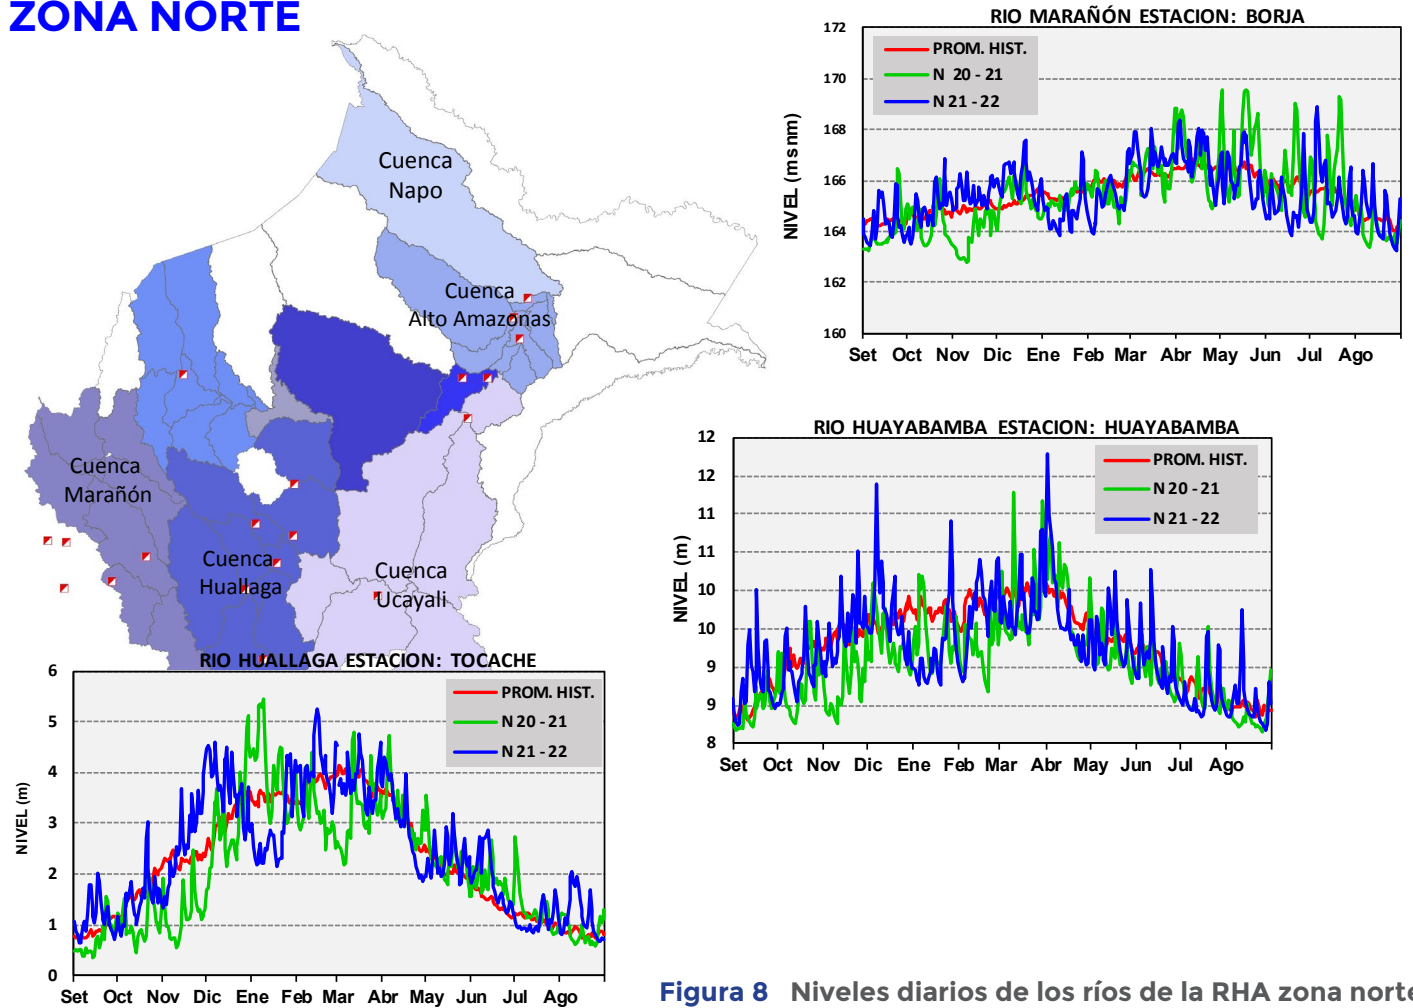 ZONA NORTE
Cuenca
Napo
Cuenca
Alto Amazonas
Cuenca
Marañón
Cuenca
Huallaga
Cuenca
Ucayali
RIO MARAÑÓN ESTACION: BORJA
PROM. HIST.
N 20 - 21
N 21 - 22
NIVEL (msnm)
172
170
168
166
164
162
160
Set Oct Nov Dic Ene Feb Mar Abr May Jun Jul Ago
RIO HUAYABAMBA ESTACION: HUAYABAMBA
PROM. HIST.
N 20 - 21
N 21 - 22
NIVEL (m)
12
12
11
11
10
10
9
9
8
Set Oct Nov Dic Ene Feb Mar Abr May Jun Jul Ago
RIO HUALLAGA ESTACION: TOCACHE
PROM. HIST.
N 20 - 21
N 21 - 22
NIVEL (m)
6
5
4
3
2
1
0
Set Oct Nov Dic Ene Feb Mar Abr May Jun Jul Ago
Figura 8 Niveles diarios de los ríos de la RHA zona norte